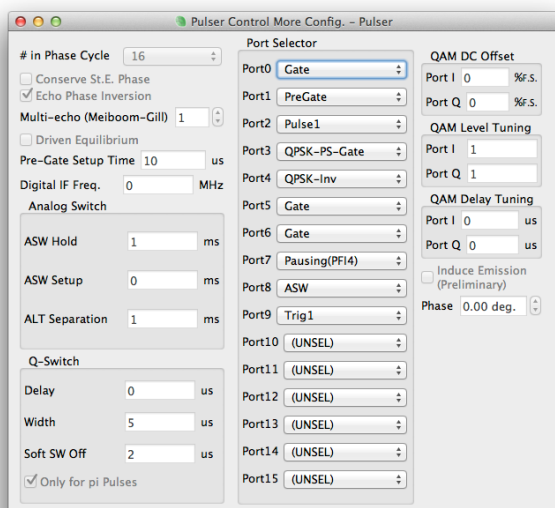 Pulser Control More Config. - Pulser
# in Phase Cycle 16
Conserve St.E. Phase
Echo Phase Inversion
Multi-echo (Meiboom-Gill) 1
Driven Equilibrium
Pre-Gate Setup Time 10 us
Digital IF Freq. 0 MHz
Analog Switch
ASW Hold 1 ms
ASW Setup 0 ms
ALT Separation 1 ms
Q-Switch
Delay 0 us
Width 5 us
Soft SW Off 2 us
Only for pi Pulses
Port Selector
Port0 Gate
Port1 PreGate
Port2 Pulse1
Port3 QPSK-PS-Gate
Port4 QPSK-Inv
Port5 Gate
Port6 Gate
Port7 Pausing(PFI4)
Port8 ASW
Port9 Trig1
Port10 (UNSEL)
Port11 (UNSEL)
Port12 (UNSEL)
Port13 (UNSEL)
Port14 (UNSEL)
Port15 (UNSEL)
QAM DC Offset
Port I 0 %F.S.
Port Q 0 %F.S.
QAM Level Tuning
Port I 1
Port Q 1
QAM Delay Tuning
Port I 0 us
Port Q 0 us
Induce Emission
(Preliminary)
Phase 0.00 deg.